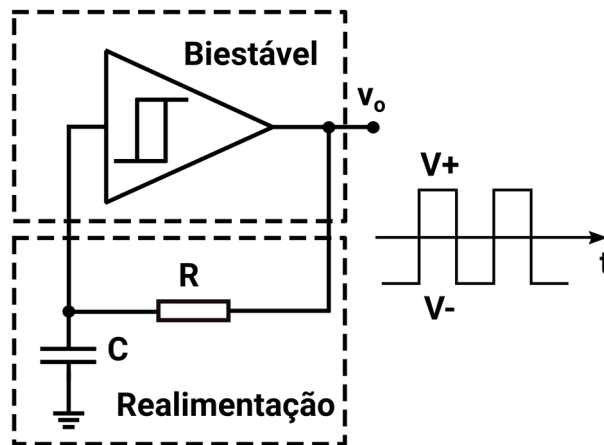 Biestável
vₒ
V+
t
V-
R
C
Realimentação